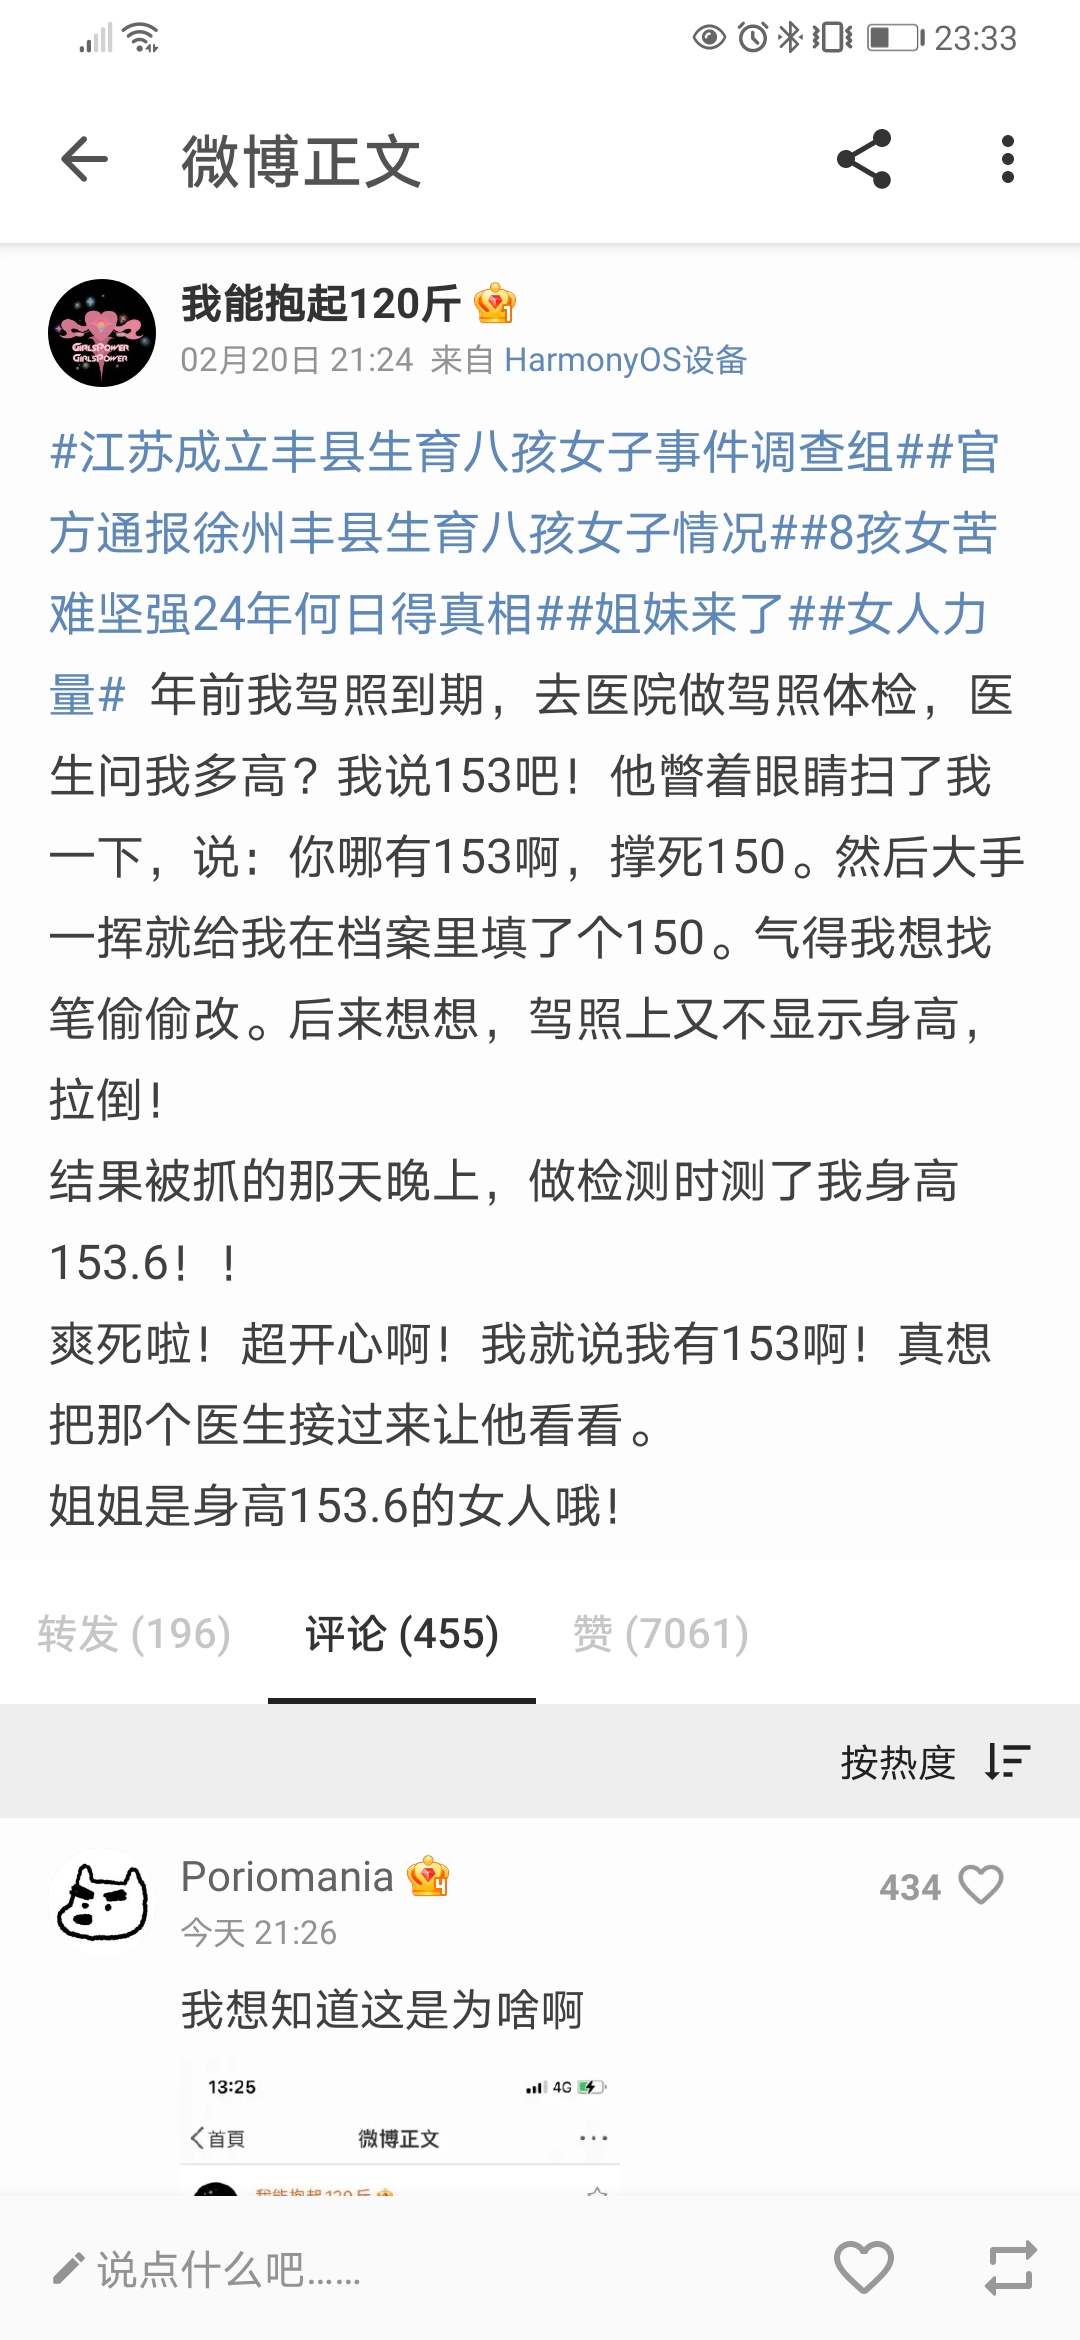 23:33
微博正文
我能抱起120斤
1
GIRLSPOWER
GIRLSPOWER
02月20日 21:24 来自 HarmonyOS设备
#江苏成立丰县生育八孩女子事件调查组##官
方通报徐州丰县生育八孩女子情况##8孩女苦
难坚强24年何日得真相##姐妹来了##女人力
量# 年前我驾照到期，去医院做驾照体检，医
生问我多高？我说153吧！他瞥着眼睛扫了我
一下，说：你哪有153啊，撑死150。然后大手
一挥就给我在档案里填了个150。气得我想找
笔偷偷改。后来想想，驾照上又不显示身高，
拉倒！
结果被抓的那天晚上，做检测时测了我身高
153.6！！
爽死啦！超开心啊！我就说我有153啊！真想
把那个医生接过来让他看看。
姐姐是身高153.6的女人哦！
转发 (196) 评论 (455) 赞 (7061)
按热度
Poriomania
4
434
今天 21:26
我想知道这是为啥啊
13:25
4G
首頁 微博正文 ···
我能抱起120斤
说点什么吧......